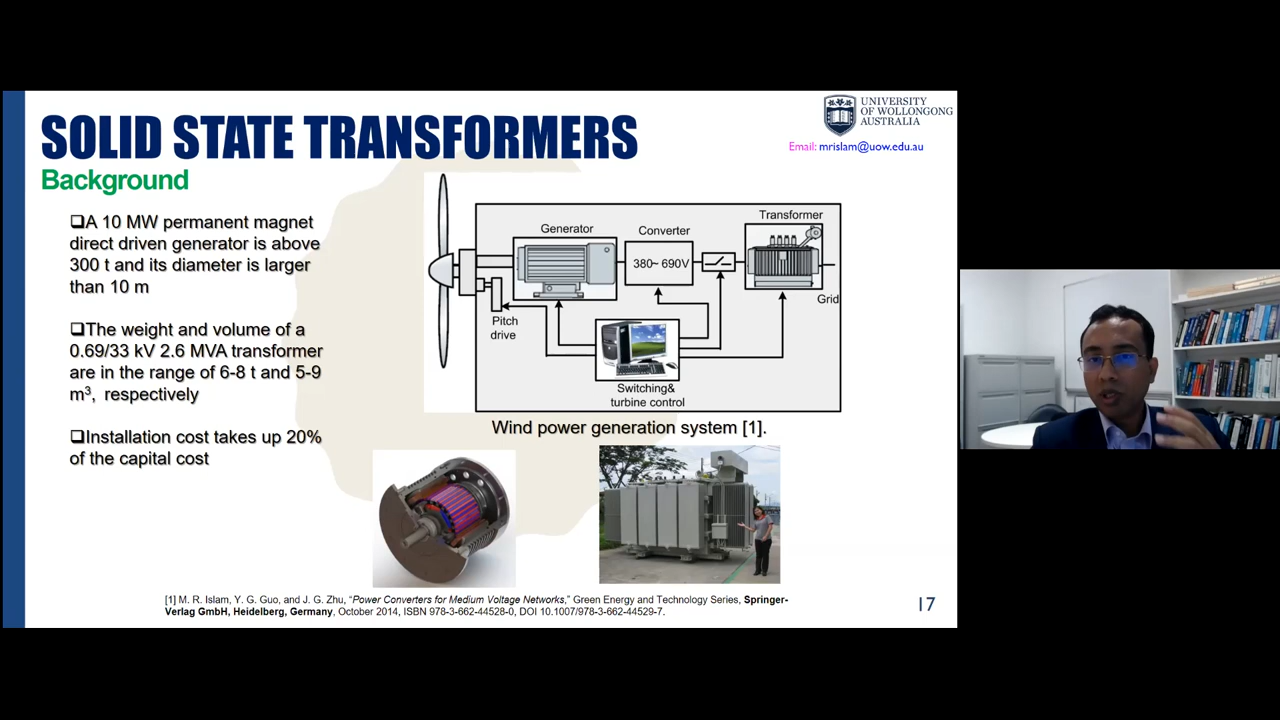 SOLID STATE TRANSFORMERS
UNIVERSITY
OF WOLLONGONG
AUSTRALIA
Email: mrislam@uow.edu.au
Background
❑A 10 MW permanent magnet
direct driven generator is above
300 t and its diameter is larger
than 10 m
❑The weight and volume of a
0.69/33 kV 2.6 MVA transformer
are in the range of 6-8 t and 5-9
m³, respectively
❑Installation cost takes up 20%
of the capital cost
Generator
Converter
Transformer
380~ 690V
Grid
Pitch
drive
Switching&
turbine control
Wind power generation system [1].
[1] M. R. Islam, Y. G. Guo, and J. G. Zhu, “Power Converters for Medium Voltage Networks,” Green Energy and Technology Series, Springer-
Verlag GmbH, Heidelberg, Germany, October 2014, ISBN 978-3-662-44528-0, DOI 10.1007/978-3-662-44529-7.
17